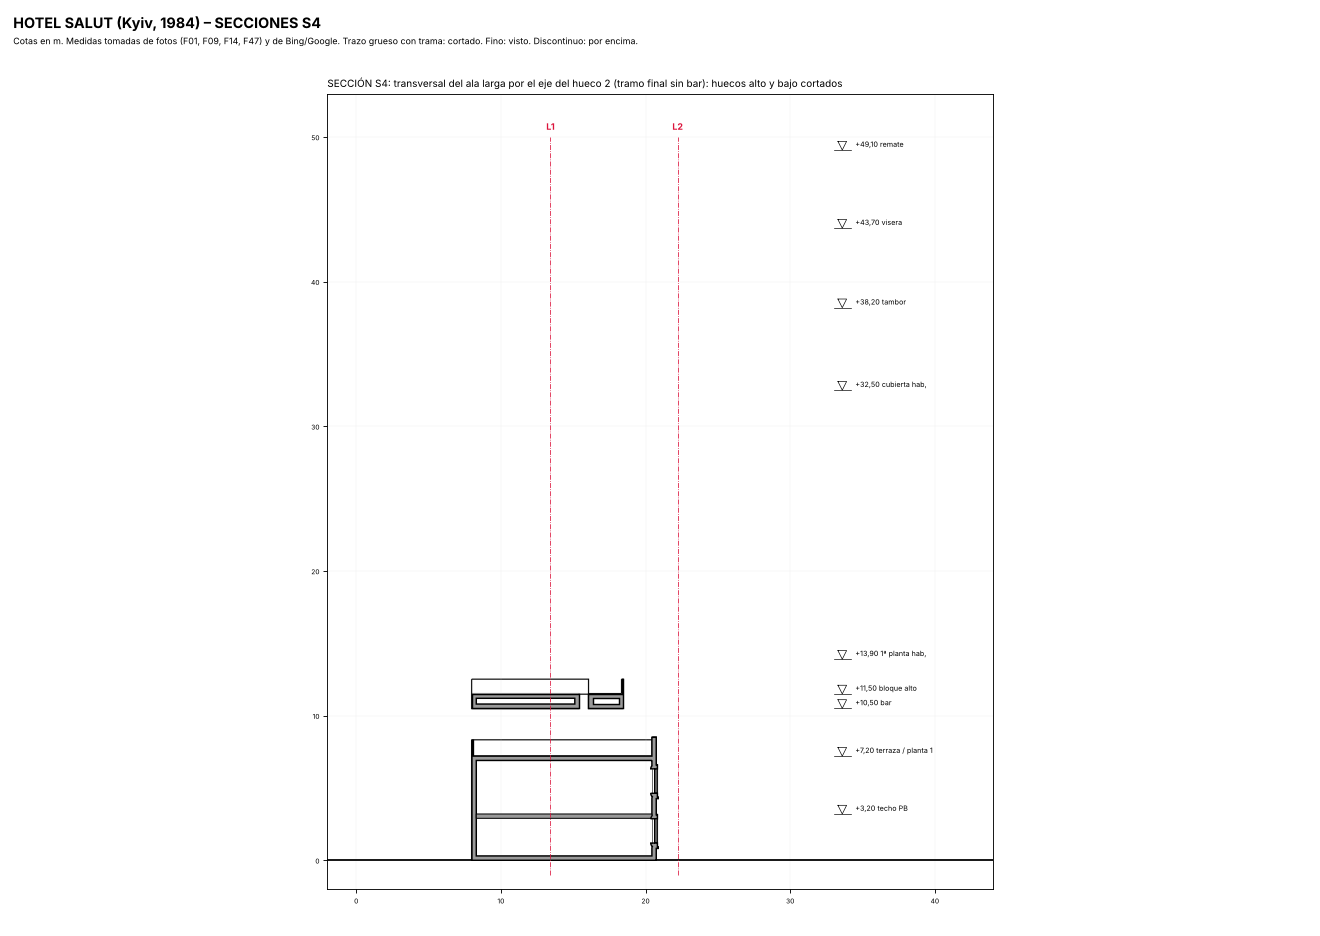 HOTEL SALUT (Kyiv, 1984) – SECCIONES S4
Cotas en m. Medidas tomadas de fotos (F01, F09, F14, F47) y de Bing/Google. Trazo grueso con trama: cortado. Fino: visto. Discontinuo: por encima.
SECCIÓN S4: transversal del ala larga por el eje del hueco 2 (tramo final sin bar): huecos alto y bajo cortados
L1
L2
50
+49,10 remate
+43,70 visera
40
+38,20 tambor
+32,50 cubierta hab,
30
20
+13,90 1ª planta hab,
+11,50 bloque alto
+10,50 bar
10
+7,20 terraza / planta 1
+3,20 techo PB
0
0
10
20
30
40